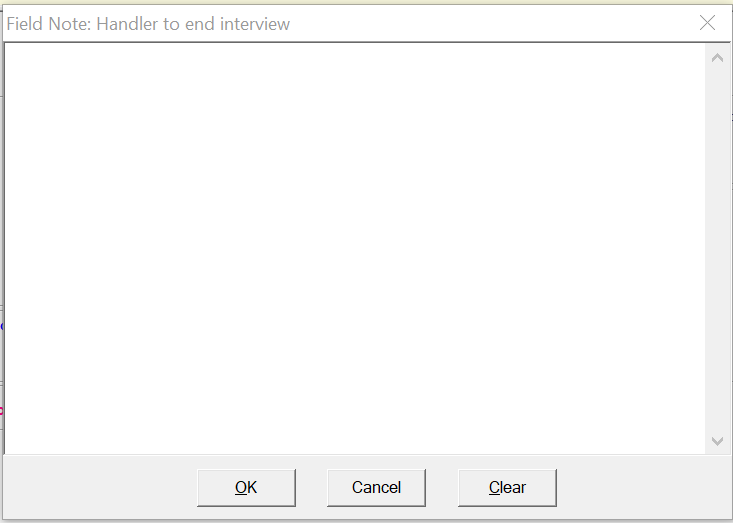 Field Note: Handler to end interview
OK
Cancel
Clear